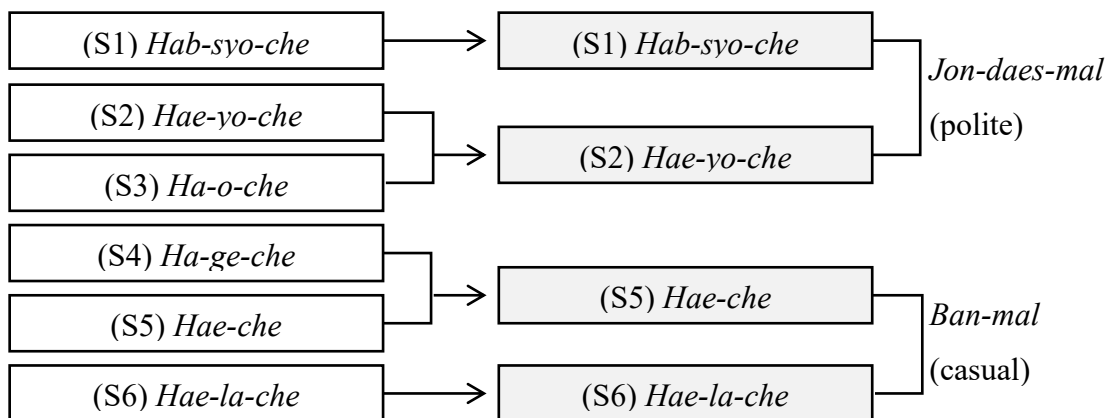 (S1) Hab-syo-che
(S2) Hae-yo-che
(S3) Ha-o-che
(S4) Ha-ge-che
(S5) Hae-che
(S6) Hae-la-che
(S1) Hab-syo-che
(S2) Hae-yo-che
(S5) Hae-che
(S6) Hae-la-che
Jon-daes-mal
(polite)
Ban-mal
(casual)